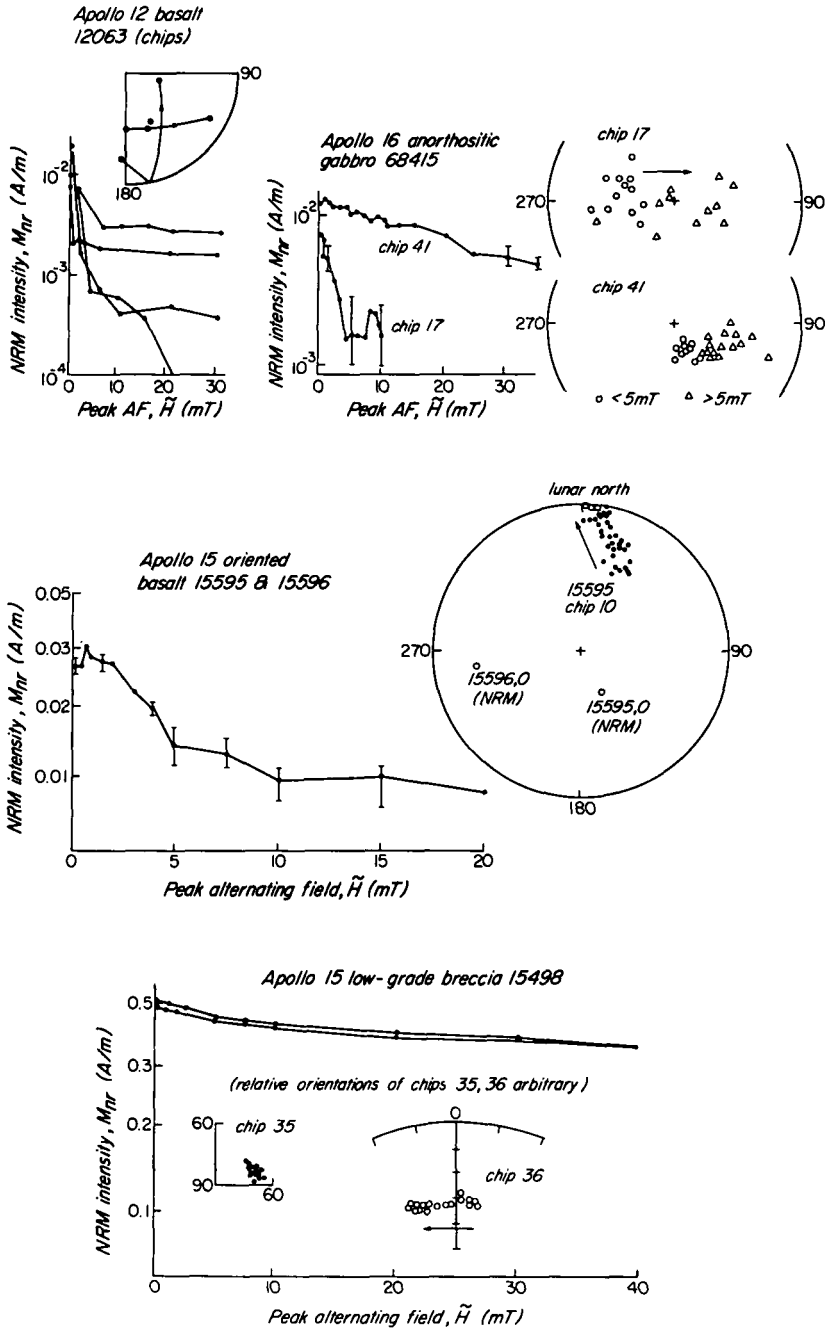 Apollo 12 basalt
12063 (chips)
90
180
10⁻²
10⁻³
10⁻⁴
NRM intensity, Mnr (A/m)
0 10 20 30
Peak AF, H̃ (mT)
Apollo 16 anorthositic
gabbro 68415
10⁻²
10⁻³
NRM intensity, Mnr (A/m)
chip 41
chip 17
0 10 20 30
Peak AF, H̃ (mT)
chip 17
270
90
chip 41
270
90
○ <5mT △ >5mT
Apollo 15 oriented
basalt 15595 & 15596
0.05
0.03
0.02
0.01
NRM intensity, Mnr (A/m)
0 5 10 15 20
Peak alternating field, H̃ (mT)
lunar north
15595
chip 10
270
90
15596,0
(NRM)
15595,0
(NRM)
180
Apollo 15 low-grade breccia 15498
0.5
0.3
0.2
0.1
NRM intensity, Mnr (A/m)
(relative orientations of chips 35, 36 arbitrary)
60
chip 35
90
60
0
chip 36
0 10 20 30 40
Peak alternating field, H̃ (mT)